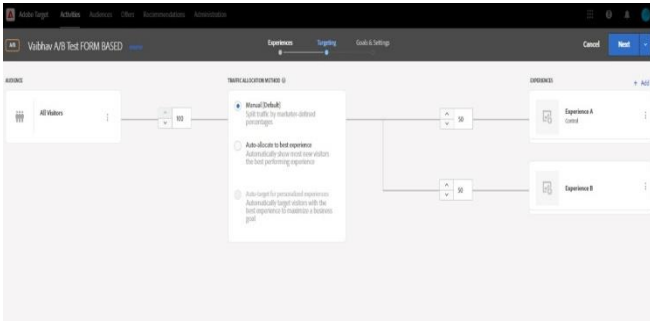 Adobe Target Activities Audiences Offers Recommendations Administration
A/B Vaibhav A/B Test FORM BASED
Experiences Targeting Goals & Settings
Cancel Next
AUDIENCE
TRAFFIC ALLOCATION METHOD
EXPERIENCES
+ Add
All Visitors
100
Manual (Default)
Split traffic by marketer-defined
percentages.
Auto-allocate to best experience
Automatically show most new visitors
the best performing experience
Auto-target for personalized experiences
Automatically target visitors with the
best experience to maximize a business
goal
50
Experience A
Control
50
Experience B